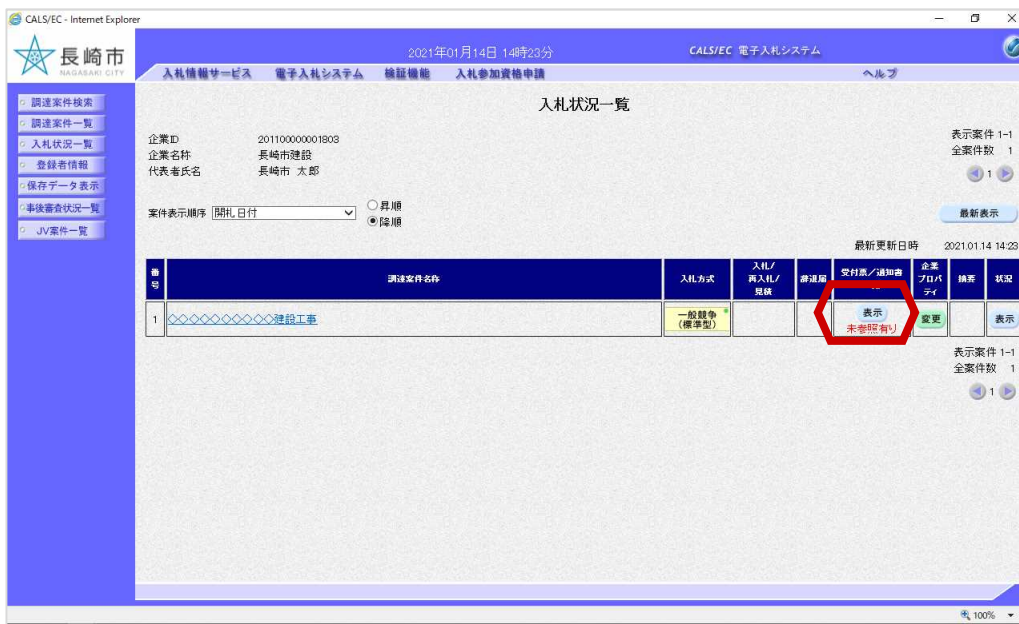 CALS/EC - Internet Explorer
長崎市
NAGASAKI CITY
2021年01月14日 14時23分
CALS/EC 電子入札システム
入札情報サービス 電子入札システム 検証機能 入札参加資格申請 ヘルプ
調達案件検索
調達案件一覧
入札状況一覧
登録者情報
保存データ表示
事後審査状況一覧
JV案件一覧
入札状況一覧
企業ID 201100000001803
企業名称 長崎市建設
代表者氏名 長崎市 太郎
表示案件 1-1
全案件数 1
1
案件表示順序 開札日付
昇順
降順
最新表示
最新更新日時 2021.01.14 14:23
番号 調達案件名称 入札方式 入札/再入札/見積 辞退届 受付票/通知書 企業プロパティ 摘要 状況
1 ◇◇◇◇◇◇◇◇◇◇建設工事 一般競争(標準型) 表示 未参照有り 変更 表示
表示案件 1-1
全案件数 1
1
100%